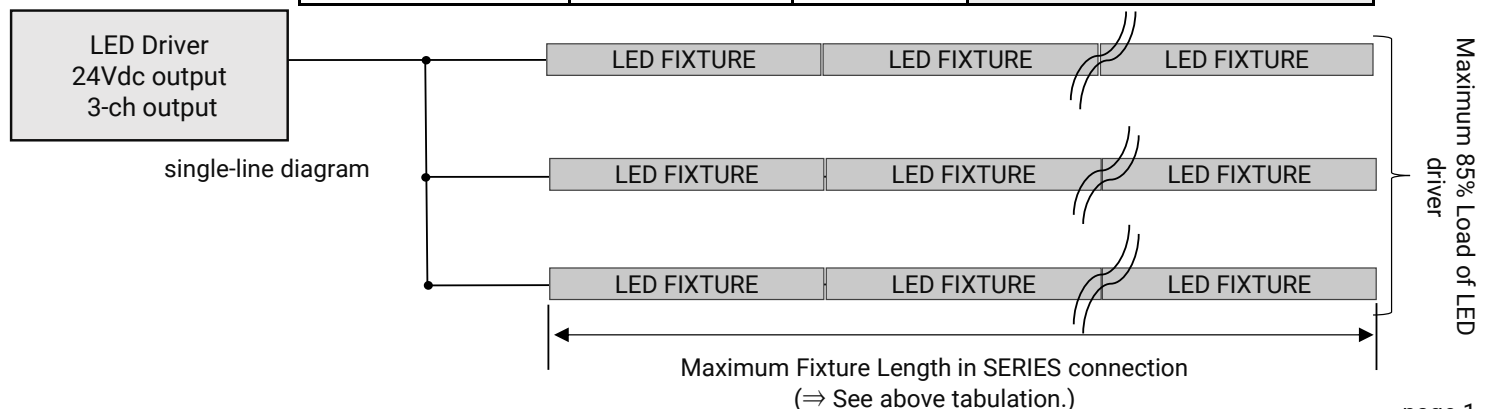 LED Driver
24Vdc output
3-ch output
single-line diagram
LED FIXTURE LED FIXTURE LED FIXTURE
LED FIXTURE LED FIXTURE LED FIXTURE
LED FIXTURE LED FIXTURE LED FIXTURE
Maximum 85% Load of LED
driver
Maximum Fixture Length in SERIES connection
(⇒ See above tabulation.)
page 1